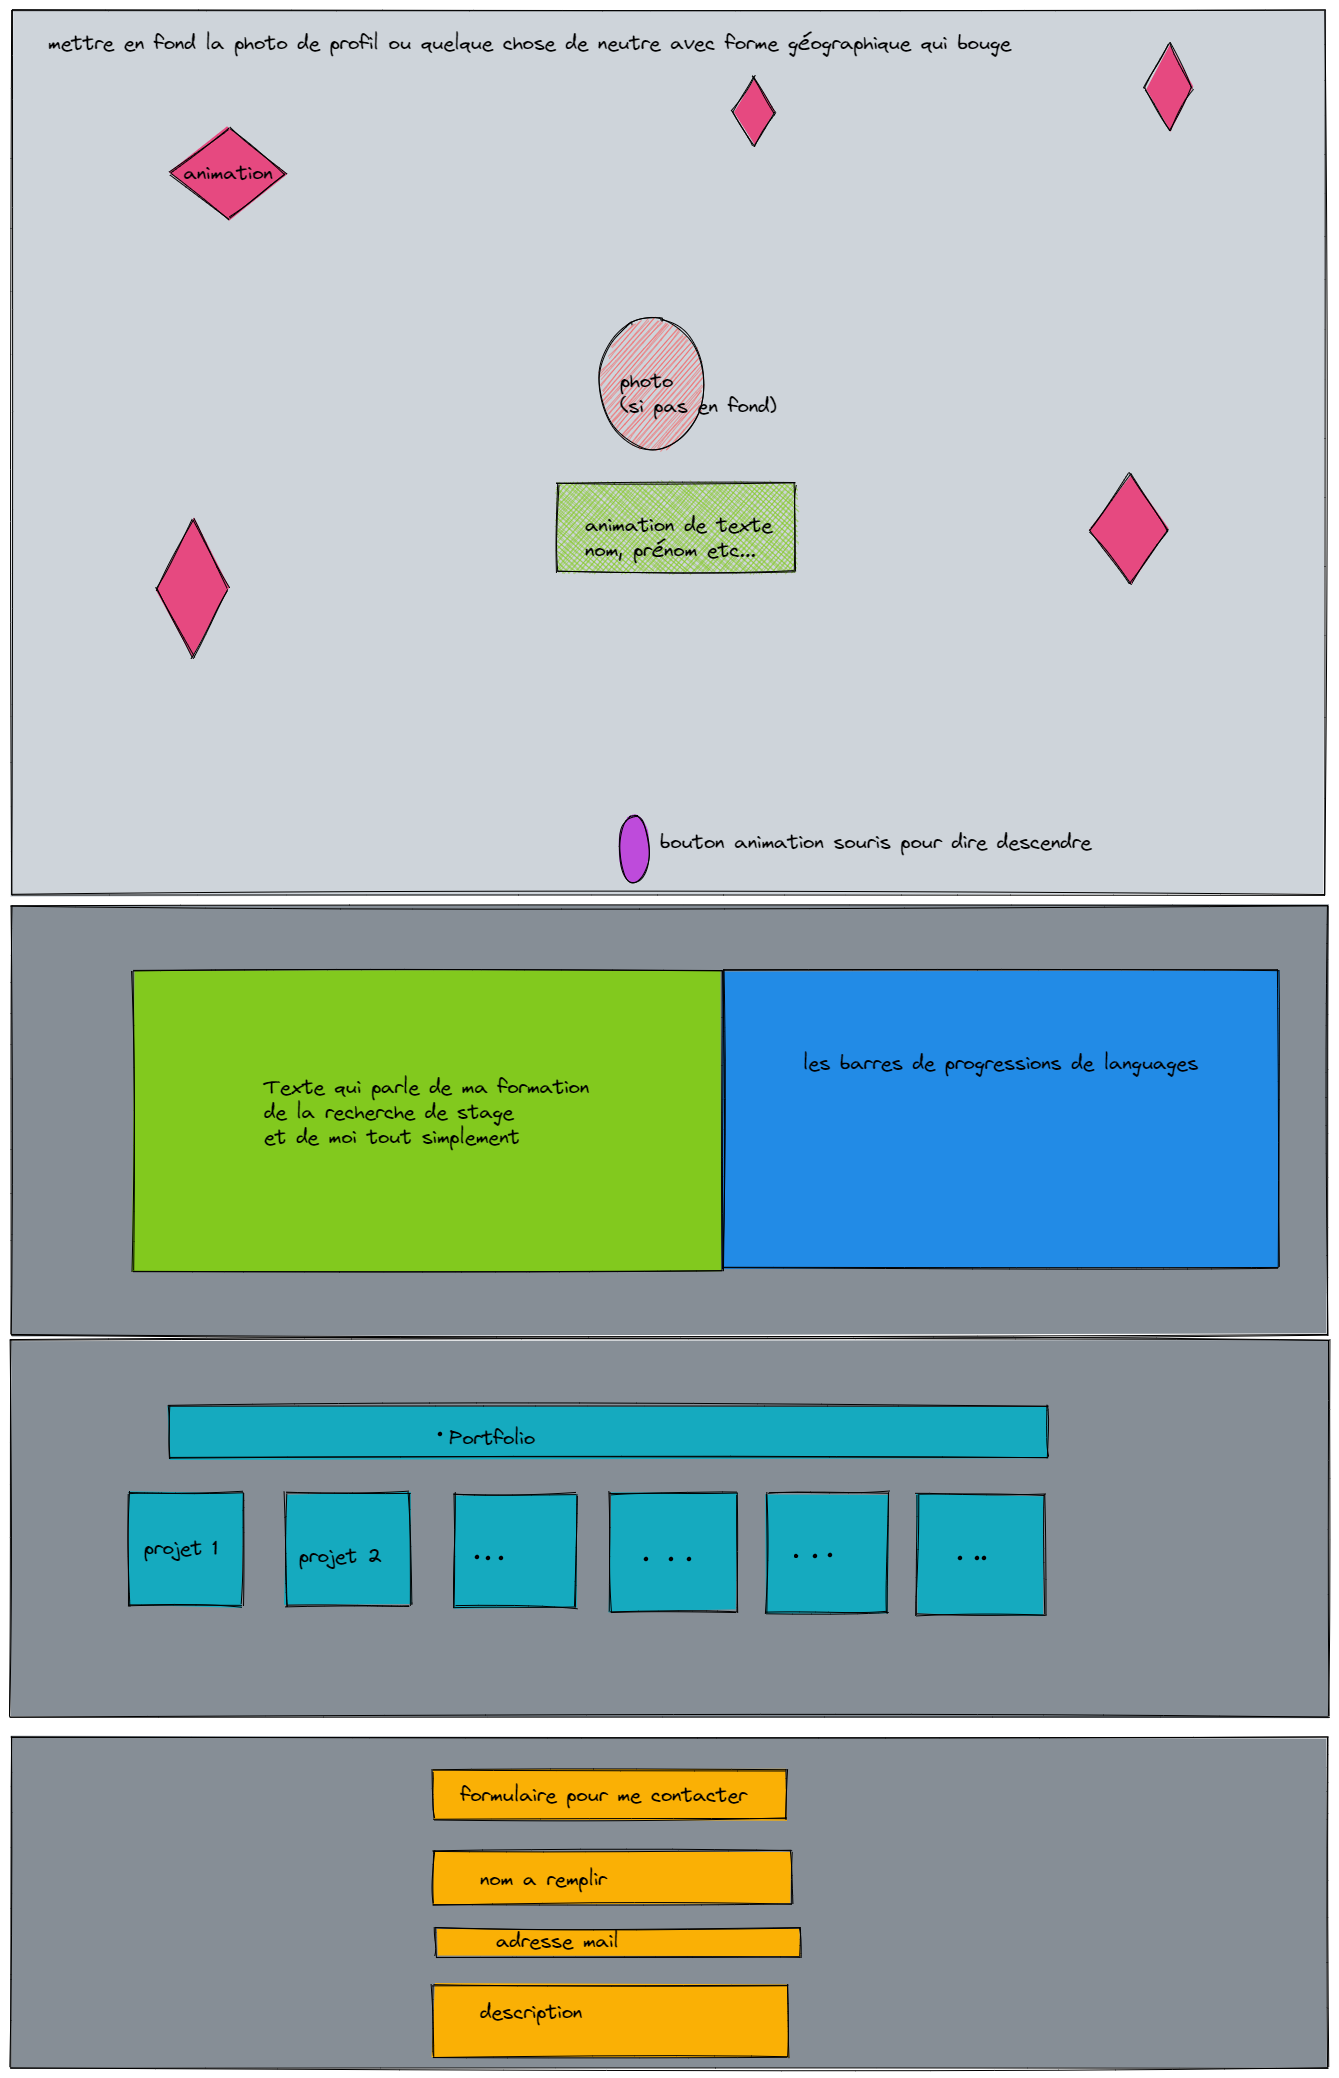 mettre en fond la photo de profil ou quelque chose de neutre avec forme géographique qui bouge
animation
photo
(si pas en fond)
animation de texte
nom, prénom etc...
bouton animation souris pour dire descendre
Texte qui parle de ma formation
de la recherche de stage
et de moi tout simplement
les barres de progressions de languages
• Portfolio
projet 1
projet 2
...
...
...
...
formulaire pour me contacter
nom a remplir
adresse mail
description